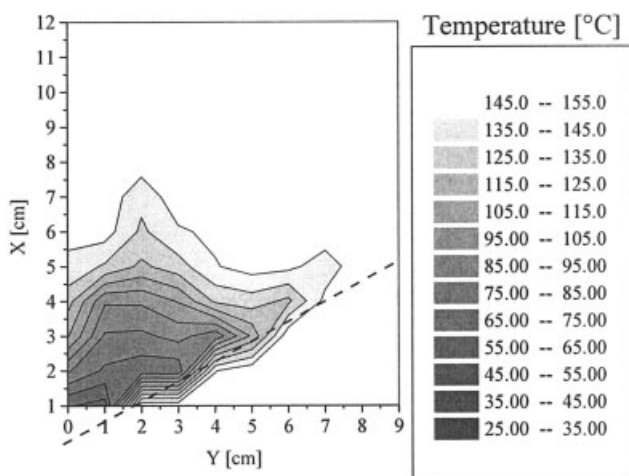 Temperature [°C]
145.0 -- 155.0
135.0 -- 145.0
125.0 -- 135.0
115.0 -- 125.0
105.0 -- 115.0
95.00 -- 105.0
85.00 -- 95.00
75.00 -- 85.00
65.00 -- 75.00
55.00 -- 65.00
45.00 -- 55.00
35.00 -- 45.00
25.00 -- 35.00
X [cm]
12
11
10
9
8
7
6
5
4
3
2
1
0 1 2 3 4 5 6 7 8 9
Y [cm]